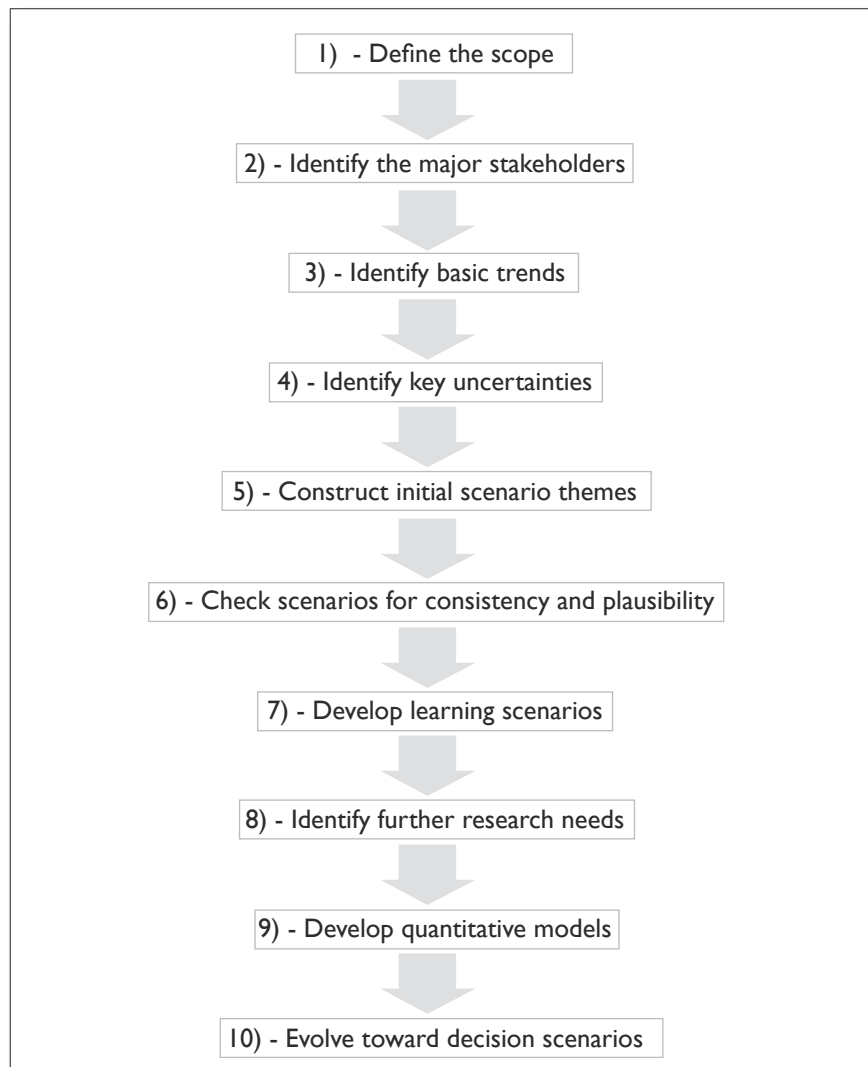 1) - Define the scope
2) - Identify the major stakeholders
3) - Identify basic trends
4) - Identify key uncertainties
5) - Construct initial scenario themes
6) - Check scenarios for consistency and plausibility
7) - Develop learning scenarios
8) - Identify further research needs
9) - Develop quantitative models
10) - Evolve toward decision scenarios